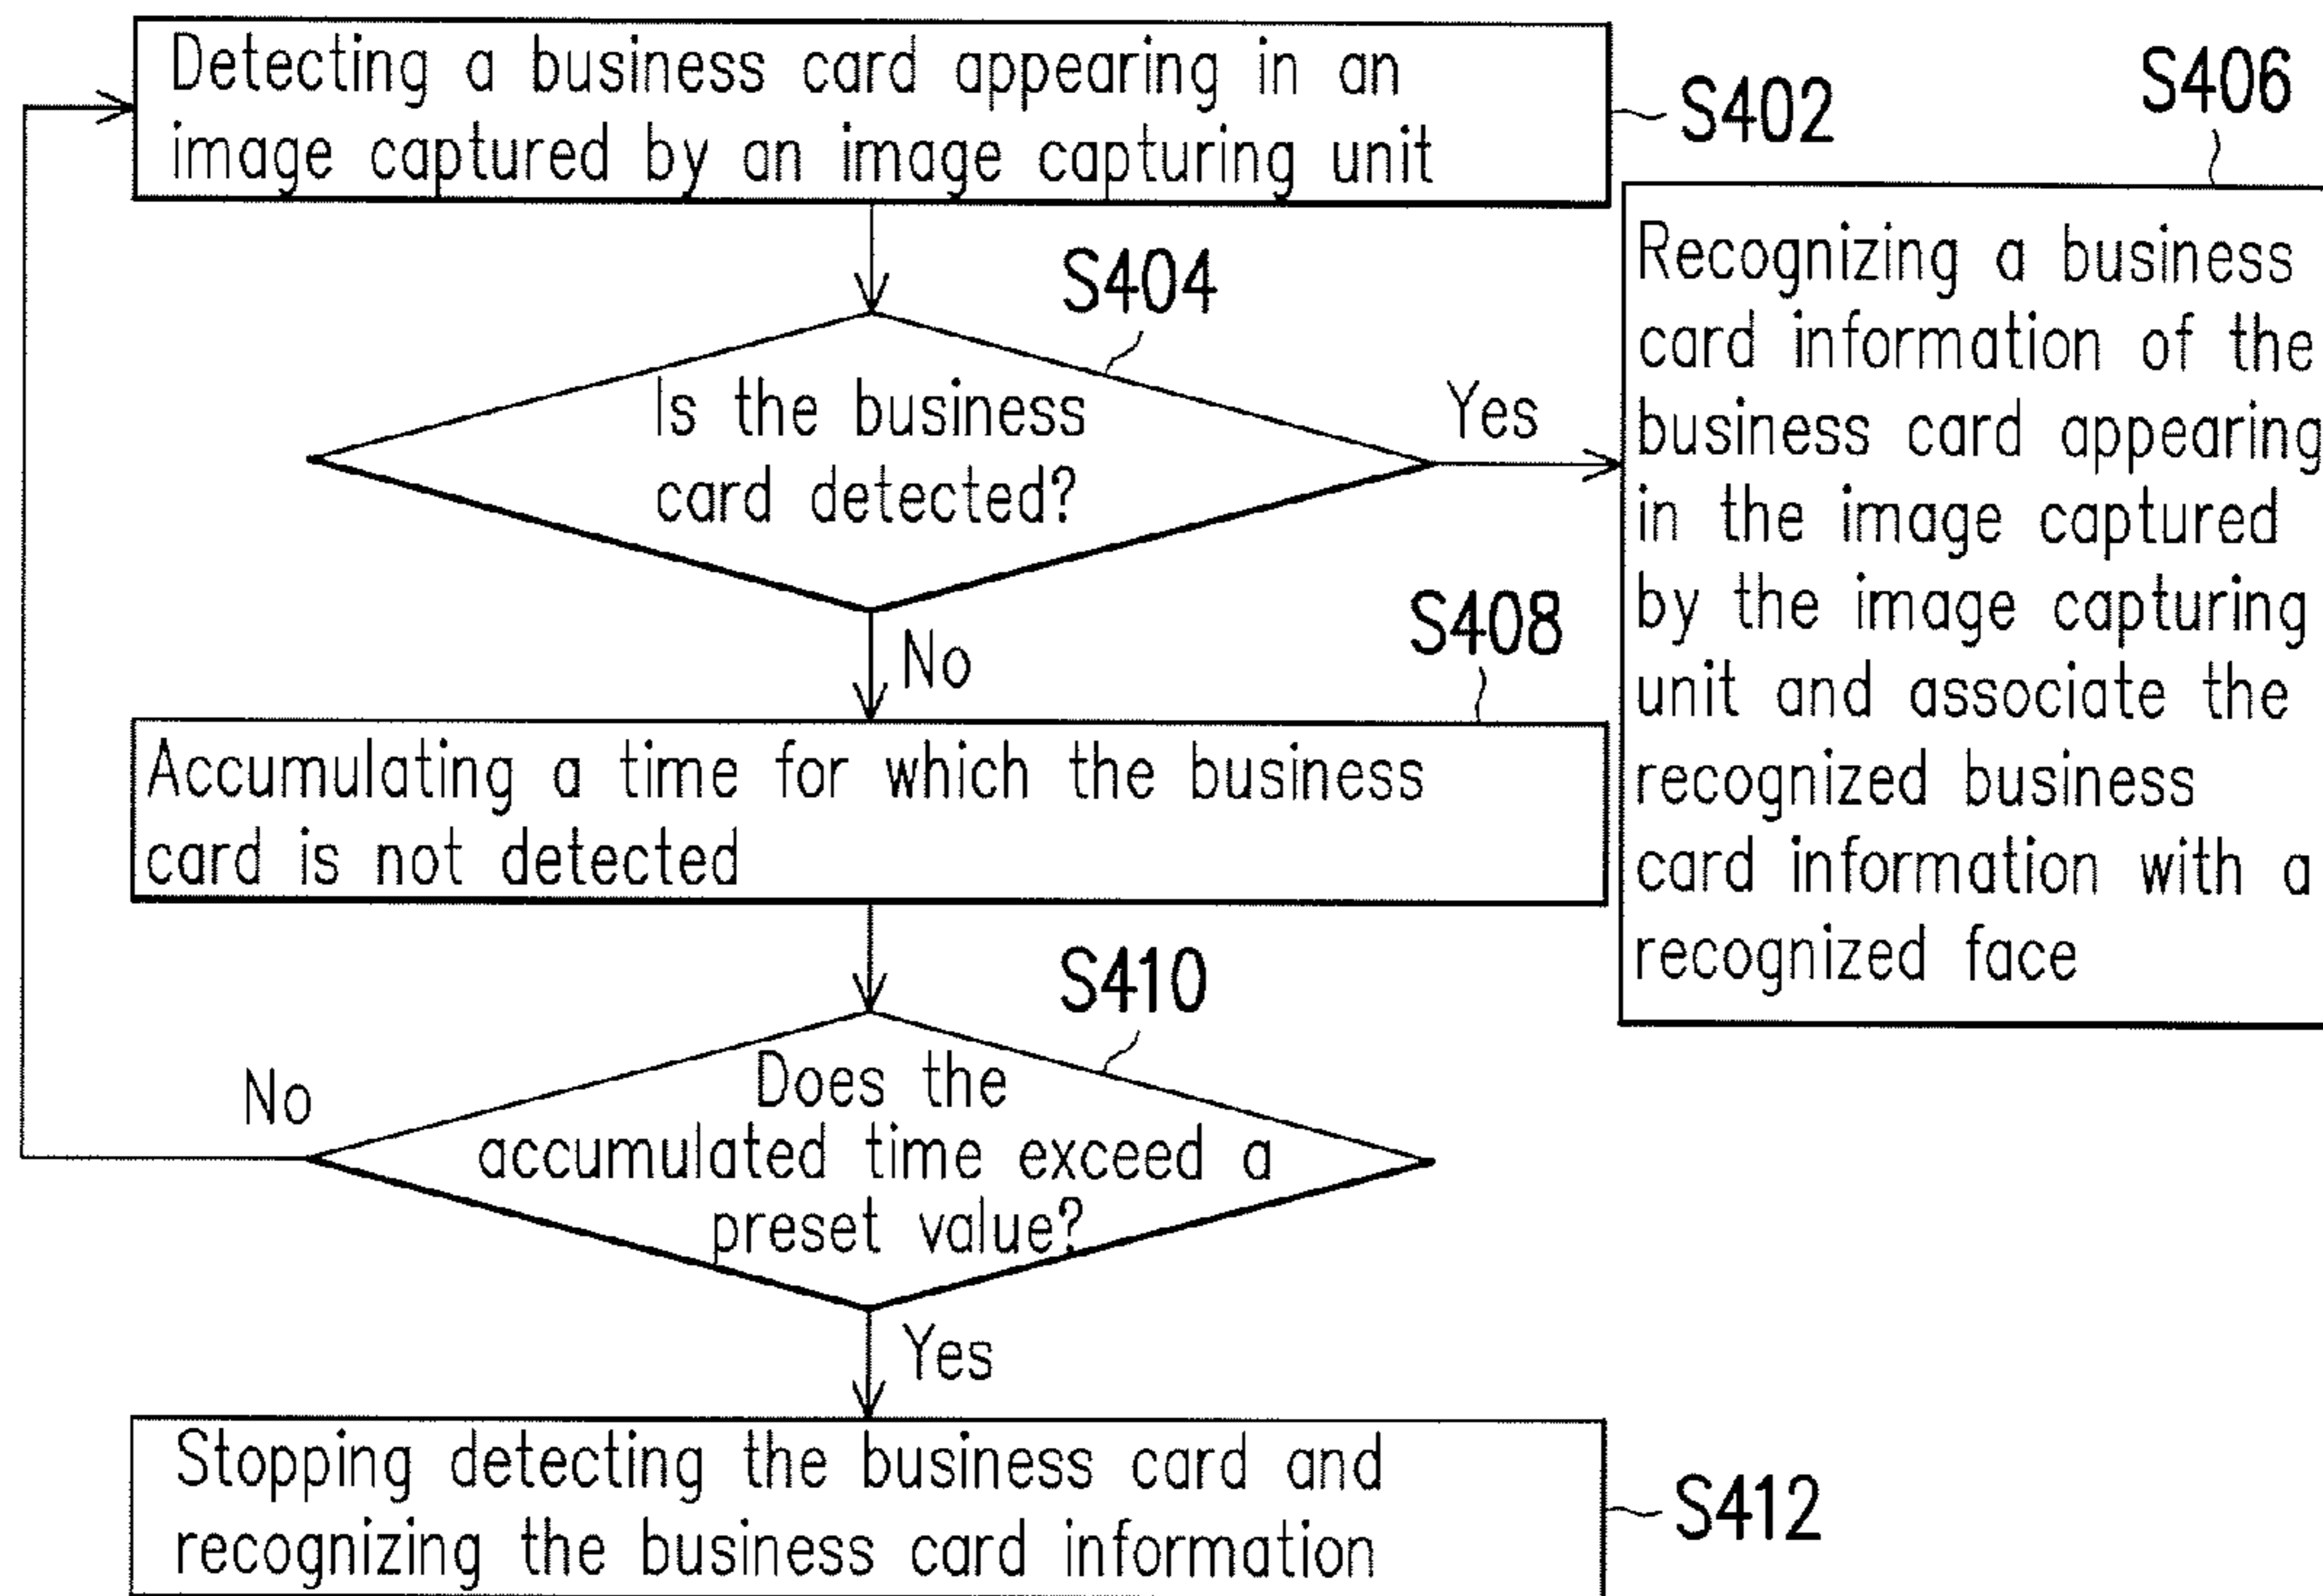 Detecting a business card appearing in an
image captured by an image capturing unit
S402
S404
Is the business
card detected?
Yes
S406
Recognizing a business
card information of the
business card appearing
in the image captured
by the image capturing
unit and associate the
recognized business
card information with a
recognized face
No
S408
Accumulating a time for which the business
card is not detected
S410
Does the
accumulated time exceed a
preset value?
No
Yes
Stopping detecting the business card and
recognizing the business card information
S412